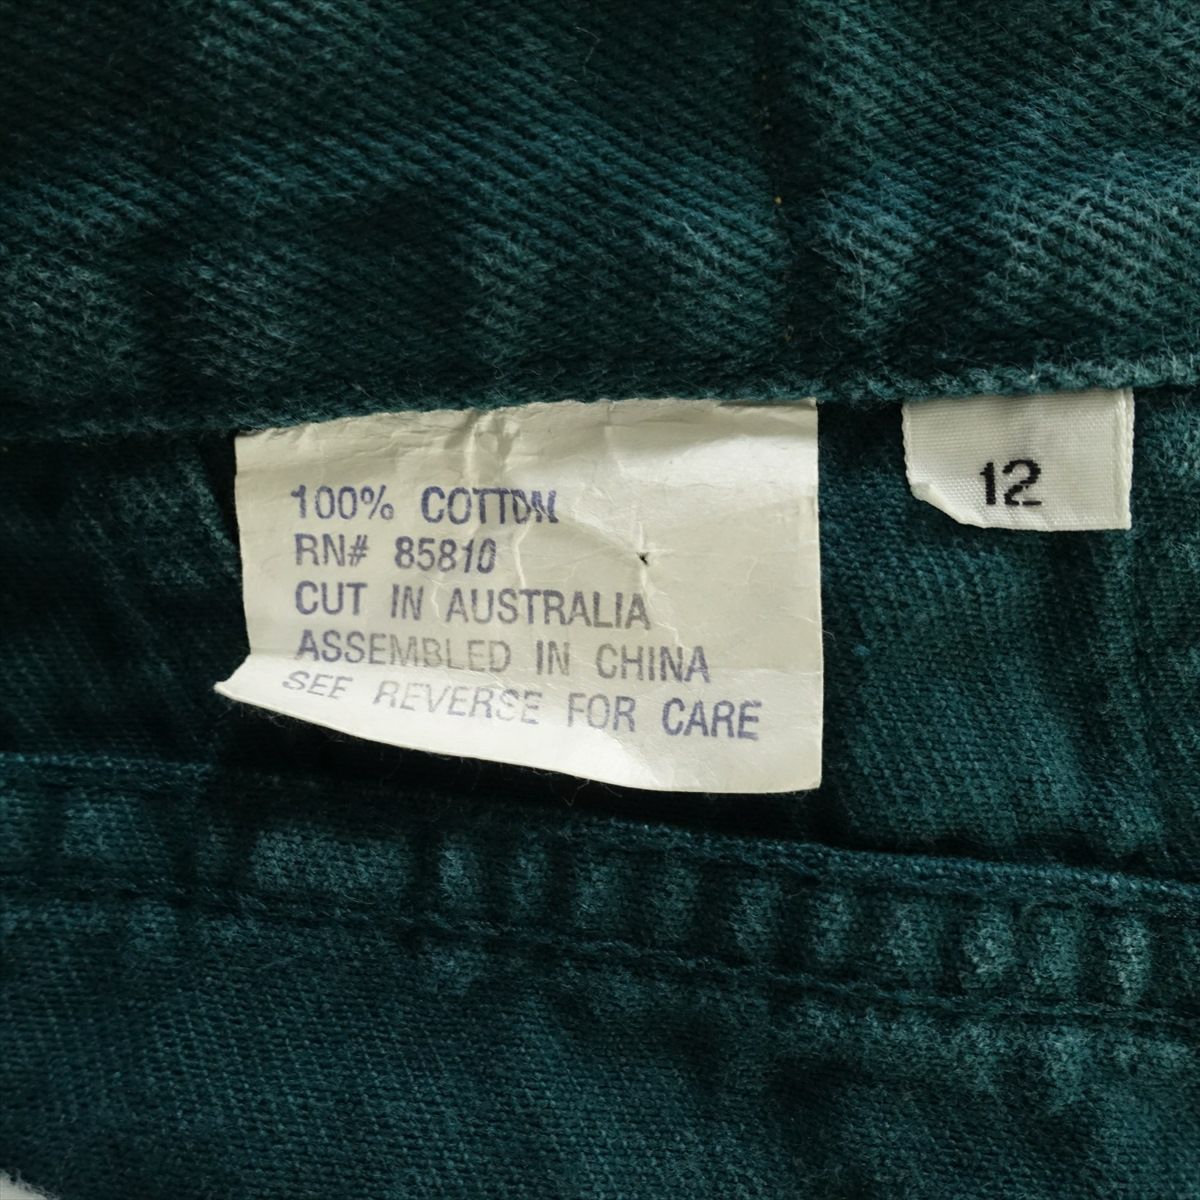 100% COTTON
RN# 85810
CUT IN AUSTRALIA
ASSEMBLED IN CHINA
SEE REVERSE FOR CARE
12